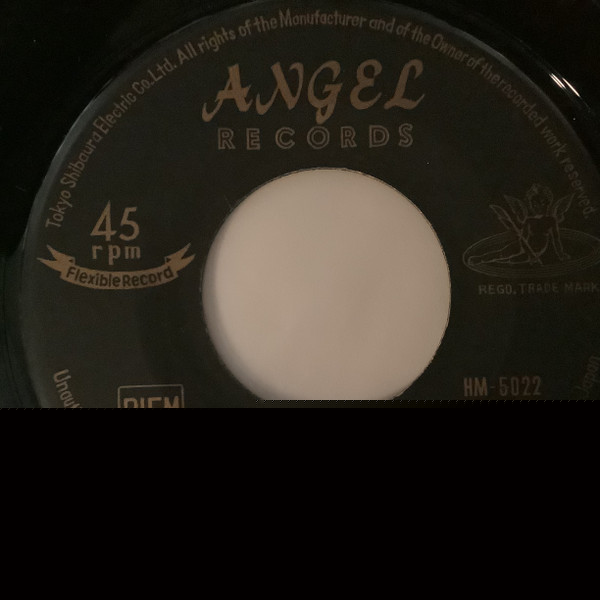 Tokyo Shibaura Electric Co.Ltd. All rights of the Manufacturer and of the Owner of the recorded work reserved.
ANGEL
RECORDS
45
rpm
Flexible Record
REGD. TRADE MARK
HM-5022
Japan